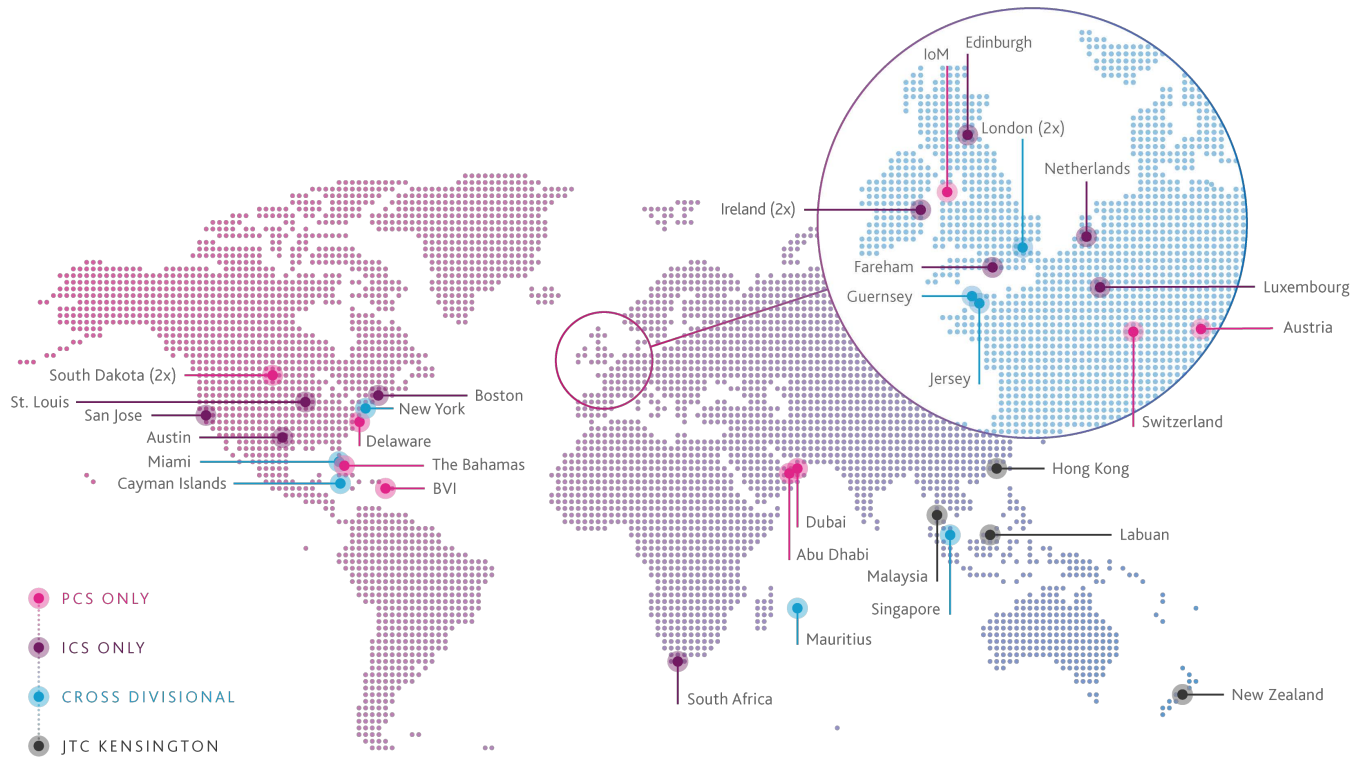 Edinburgh
IoM
London (2x)
Netherlands
Ireland (2x)
Fareham
Luxembourg
Guernsey
Austria
Jersey
Switzerland
South Dakota (2x)
St. Louis
Boston
New York
San Jose
Austin
Delaware
Miami
The Bahamas
Cayman Islands
BVI
Hong Kong
Dubai
Labuan
Abu Dhabi
Malaysia
Singapore
Mauritius
South Africa
New Zealand
PCS ONLY
ICS ONLY
CROSS DIVISIONAL
JTC KENSINGTON